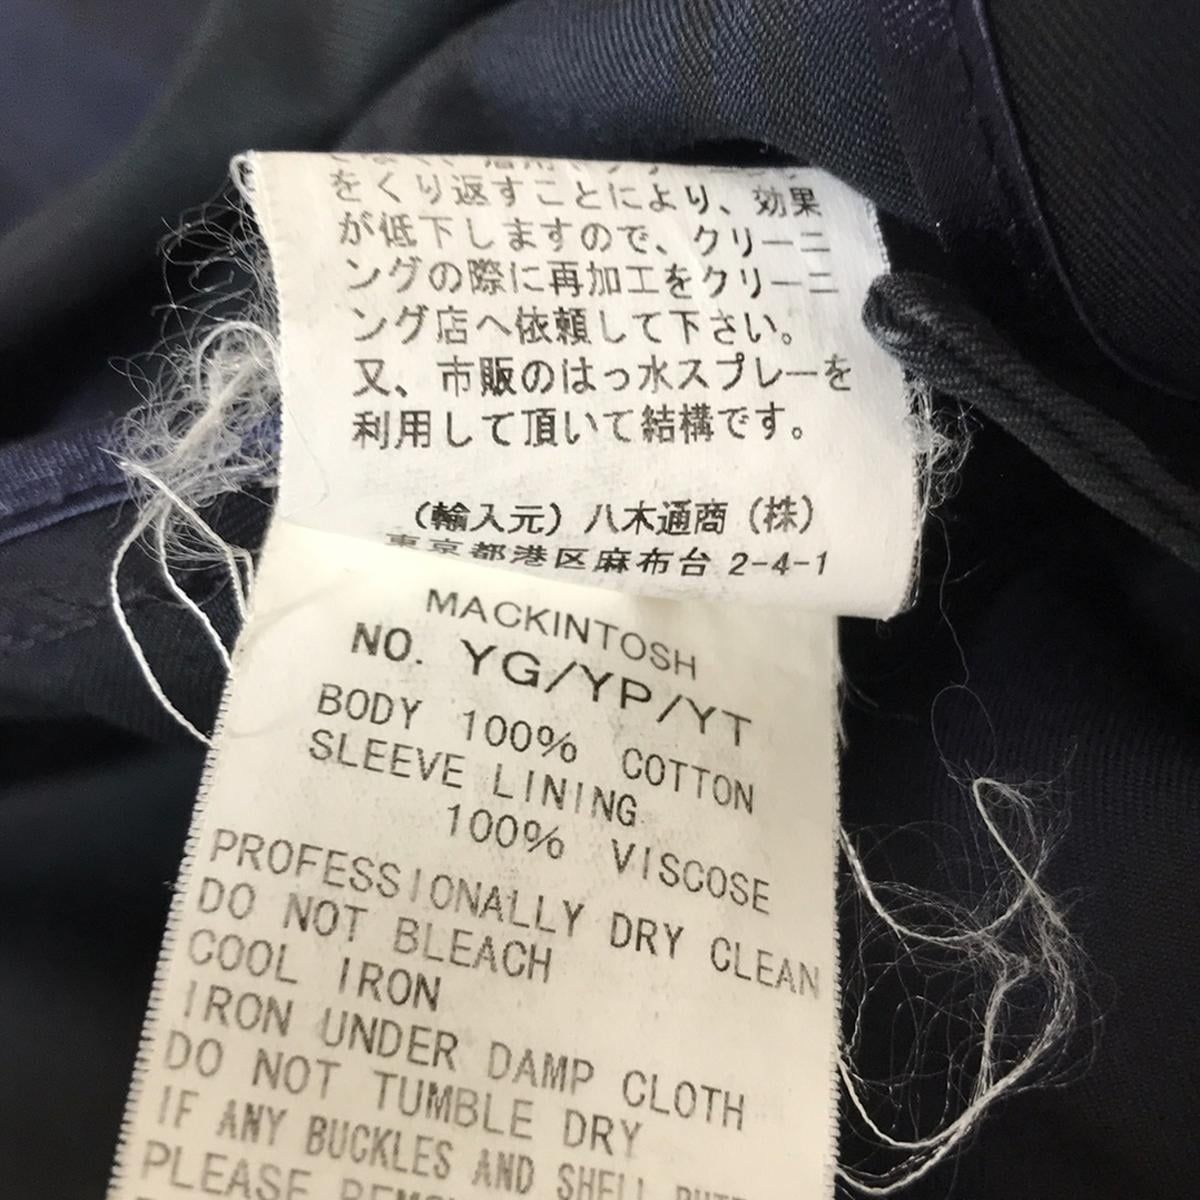 をくり返すことにより、効果
が低下しますので、クリーニ
ングの際に再加工をクリーニ
ング店へ依頼して下さい。
又、市販のはっ水スプレーを
利用して頂いて結構です。
(輸入元) 八木通商 (株)
東京都港区麻布台 2-4-1
MACKINTOSH
NO. YG/YP/YT
BODY 100% COTTON
SLEEVE LINING
100% VISCOSE
PROFESSIONALLY DRY CLEAN
DO NOT BLEACH
COOL IRON
IRON UNDER DAMP CLOTH
DO NOT TUMBLE DRY
IF ANY BUCKLES AND SHELL
PLEASE